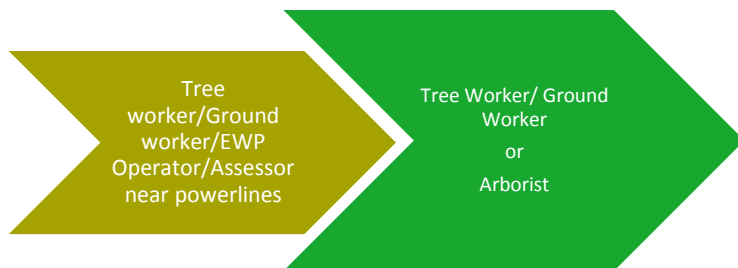 Tree
worker/Ground
worker/EWP
Operator/Assessor
near powerlines
Tree Worker/ Ground
Worker
or
Arborist